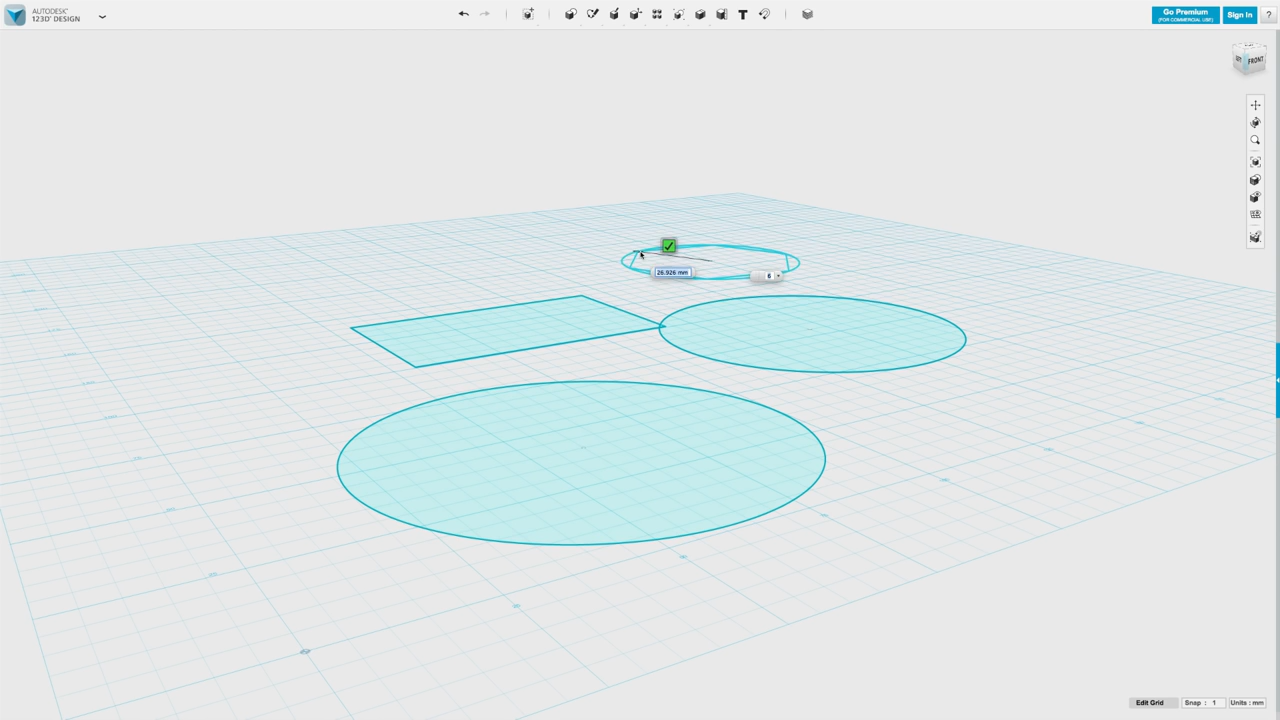 AUTODESK®
123D® DESIGN
Go Premium
(FOR COMMERCIAL USE)
Sign In
?
FRONT
26.926 mm
6
Edit Grid
Snap : 1
Units : mm